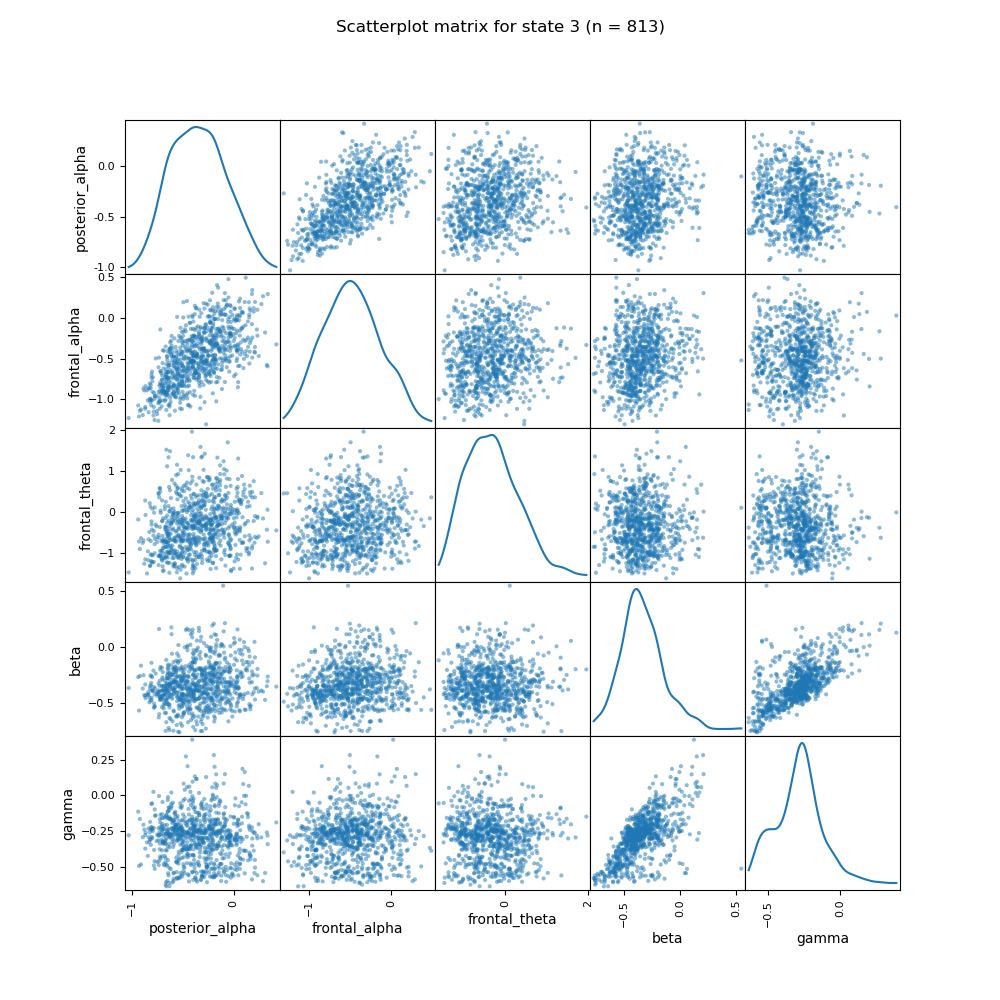 Scatterplot matrix for state 3 (n = 813)
posterior_alpha
0.0
−0.5
−1.0
frontal_alpha
0.5
0.0
−0.5
−1.0
frontal_theta
2
1
0
−1
beta
0.5
0.0
−0.5
gamma
0.25
0.00
−0.25
−0.50
−1
0
−1
0
0
2
−0.5
0.0
0.5
−0.5
0.0
posterior_alpha
frontal_alpha
frontal_theta
beta
gamma